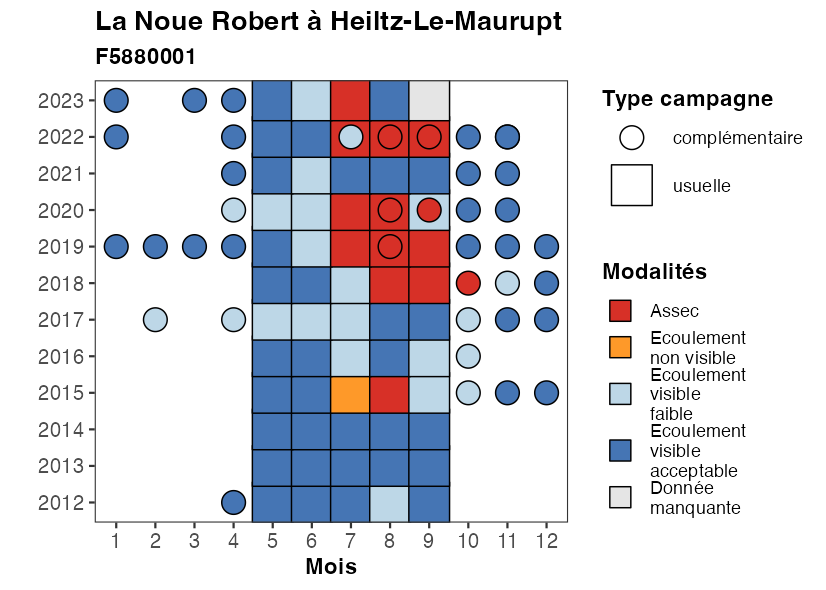 La Noue Robert à Heiltz-Le-Maurupt
F5880001
2023
2022
2021
2020
2019
2018
2017
2016
2015
2014
2013
2012
1 2 3 4 5 6 7 8 9 10 11 12
Mois
Type campagne
complémentaire
usuelle
Modalités
Assec
Ecoulement
non visible
Ecoulement
visible
faible
Ecoulement
visible
acceptable
Donnée
manquante